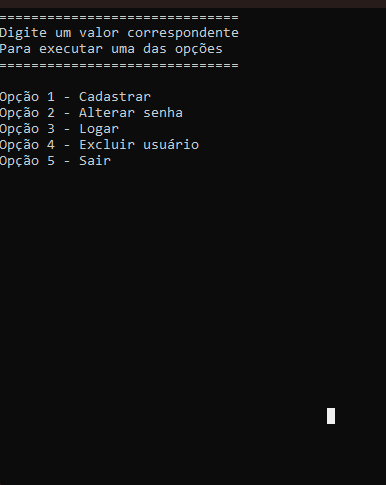 ==============================
Digite um valor correspondente
Para executar uma das opções
==============================
Opção 1 - Cadastrar
Opção 2 - Alterar senha
Opção 3 - Logar
Opção 4 - Excluir usuário
Opção 5 - Sair